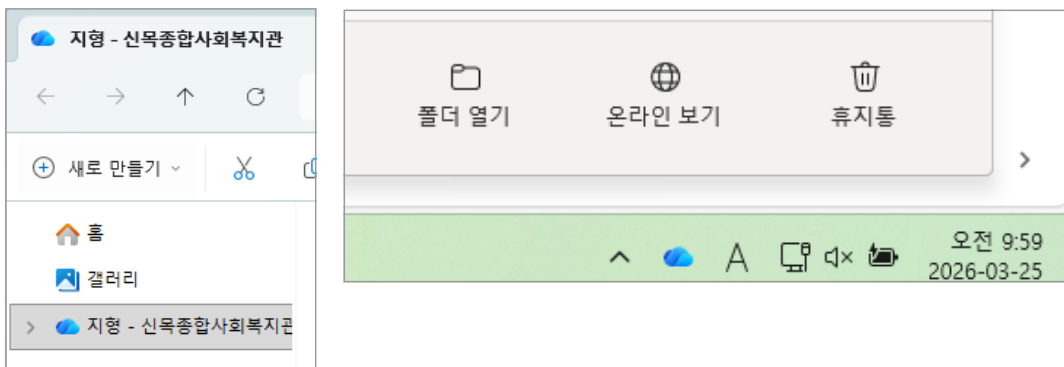 지형 - 신목종합사회복지관
새로 만들기
홈
갤러리
지형 - 신목종합사회복지관
폴더 열기
온라인 보기
휴지통
A
오전 9:59
2026-03-25